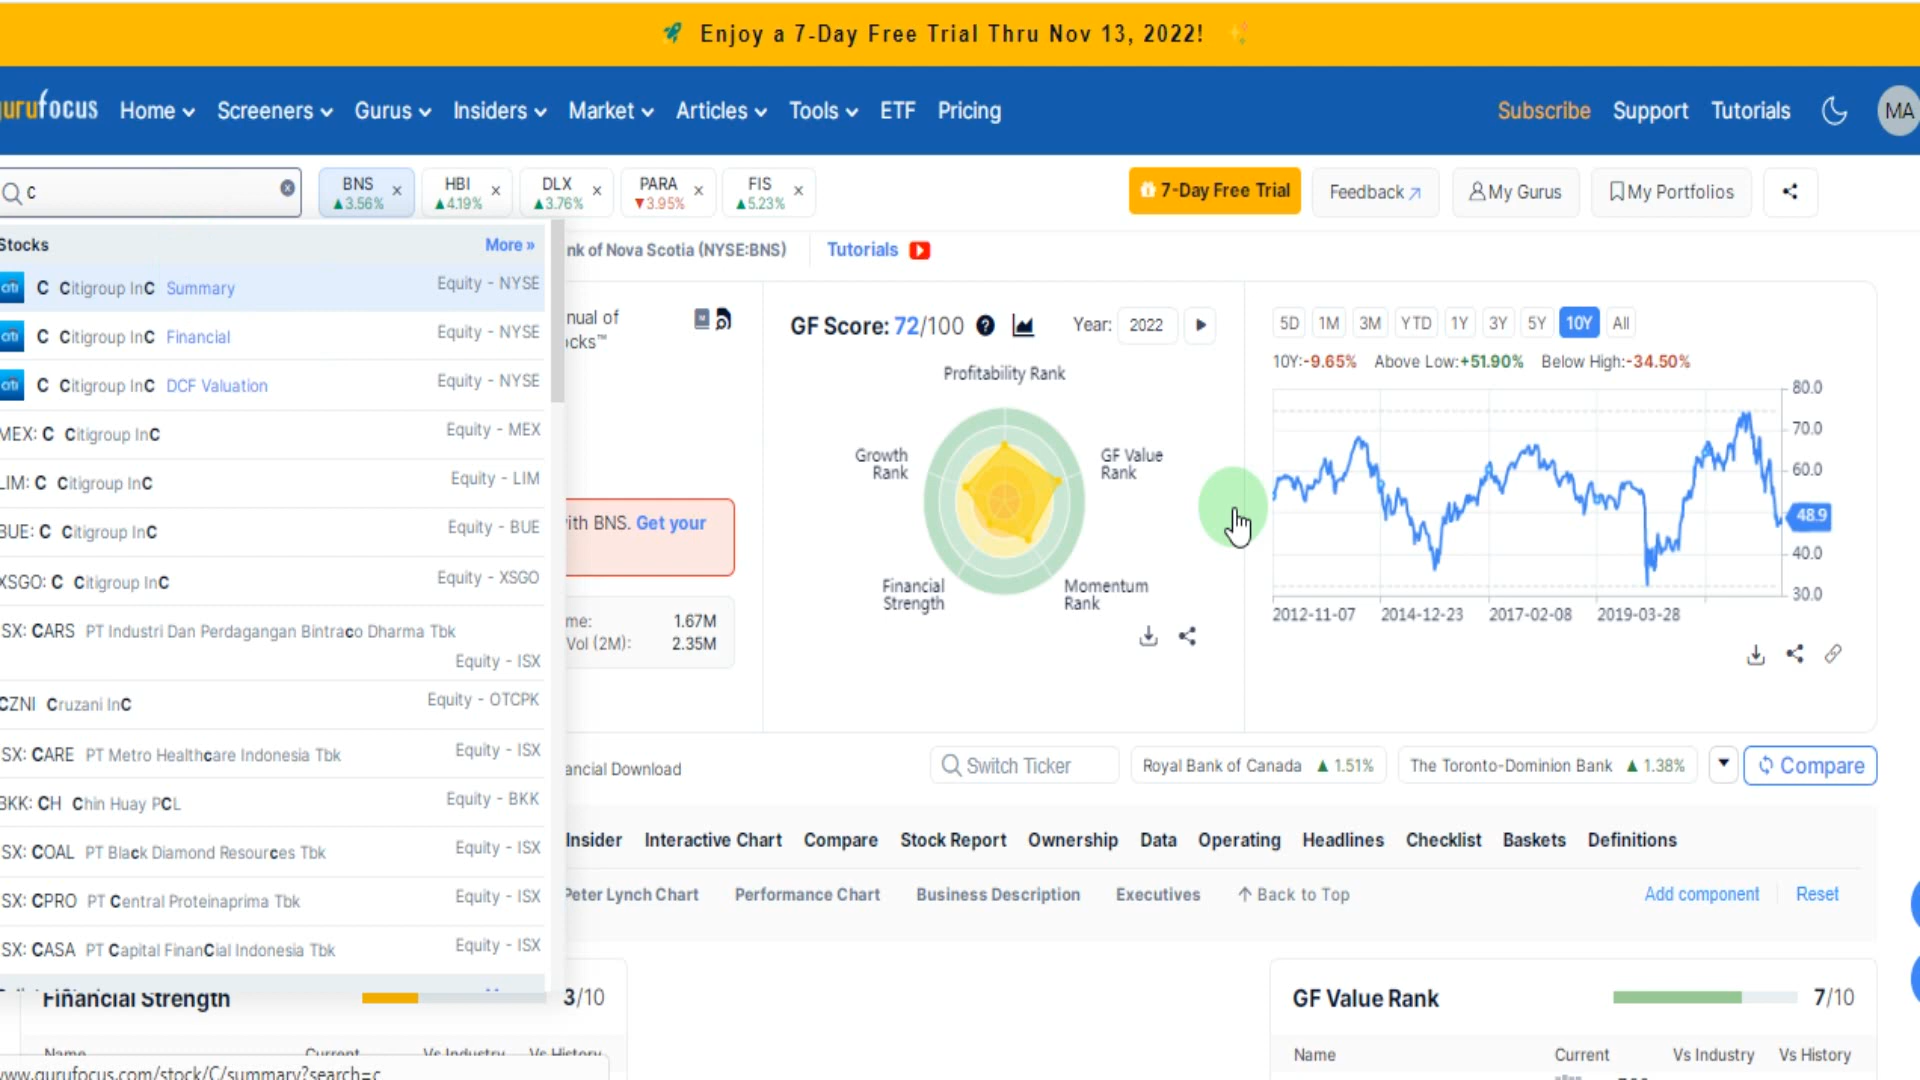 Enjoy a 7-Day Free Trial Thru Nov 13, 2022!
gurufocus Home Screeners Gurus Insiders Market Articles Tools ETF Pricing Subscribe Support Tutorials MA
C
BNS 3.56%
HBI 4.19%
DLX 3.76%
PARA 3.95%
FIS 5.23%
7-Day Free Trial Feedback My Gurus My Portfolios
Stocks More »
nk of Nova Scotia (NYSE:BNS) Tutorials
citi C Citigroup InC Summary Equity - NYSE
citi C Citigroup InC Financial Equity - NYSE
citi C Citigroup InC DCF Valuation Equity - NYSE
MEX: C Citigroup InC Equity - MEX
LIM: C Citigroup InC Equity - LIM
BUE: C Citigroup InC Equity - BUE
XSGO: C Citigroup InC Equity - XSGO
SX: CARS PT Industri Dan Perdagangan Bintraco Dharma Tbk
Equity - ISX
CZNI Cruzani InC Equity - OTCPK
SX: CARE PT Metro Healthcare Indonesia Tbk Equity - ISX
BKK: CH Chin Huay PCL Equity - BKK
SX: COAL PT Black Diamond Resources Tbk Equity - ISX
SX: CPRO PT Central Proteinaprima Tbk Equity - ISX
SX: CASA PT Capital FinanCial Indonesia Tbk Equity - ISX
nual of
ocks™
ith BNS. Get your
me: 1.67M
Vol (2M): 2.35M
GF Score: 72/100 Year: 2022
Profitability Rank
GF Value
Rank
Momentum
Rank
Financial
Strength
Growth
Rank
5D 1M 3M YTD 1Y 3Y 5Y 10Y All
10Y:-9.65% Above Low:+51.90% Below High:-34.50%
80.0
70.0
60.0
48.9
40.0
30.0
2012-11-07 2014-12-23 2017-02-08 2019-03-28
ancial Download Switch Ticker Royal Bank of Canada 1.51% The Toronto-Dominion Bank 1.38% Compare
Insider Interactive Chart Compare Stock Report Ownership Data Operating Headlines Checklist Baskets Definitions
Peter Lynch Chart Performance Chart Business Description Executives Back to Top Add component Reset
Financial Strength 3/10
Name Current Vs Industry Vs History
GF Value Rank 7/10
Name Current Vs Industry Vs History
www.gurufocus.com/stock/C/summary?search=c